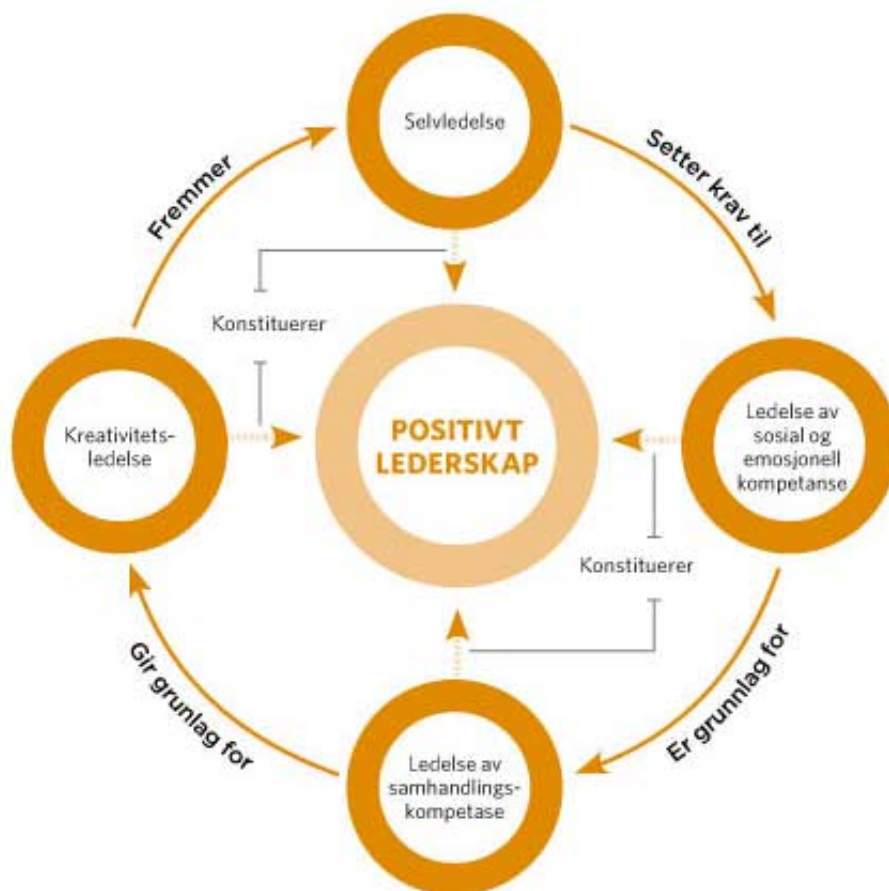 Selvledelse
Fremmer
Setter krav til
Konstituerer
Kreativitets-
ledelse
POSITIVT
LEDERSKAP
Ledelse av
sosial og
emosjonell
kompetanse
Konstituerer
Gir grunlag for
Er grunnlag for
Ledelse av
samhandlings-
kompetase